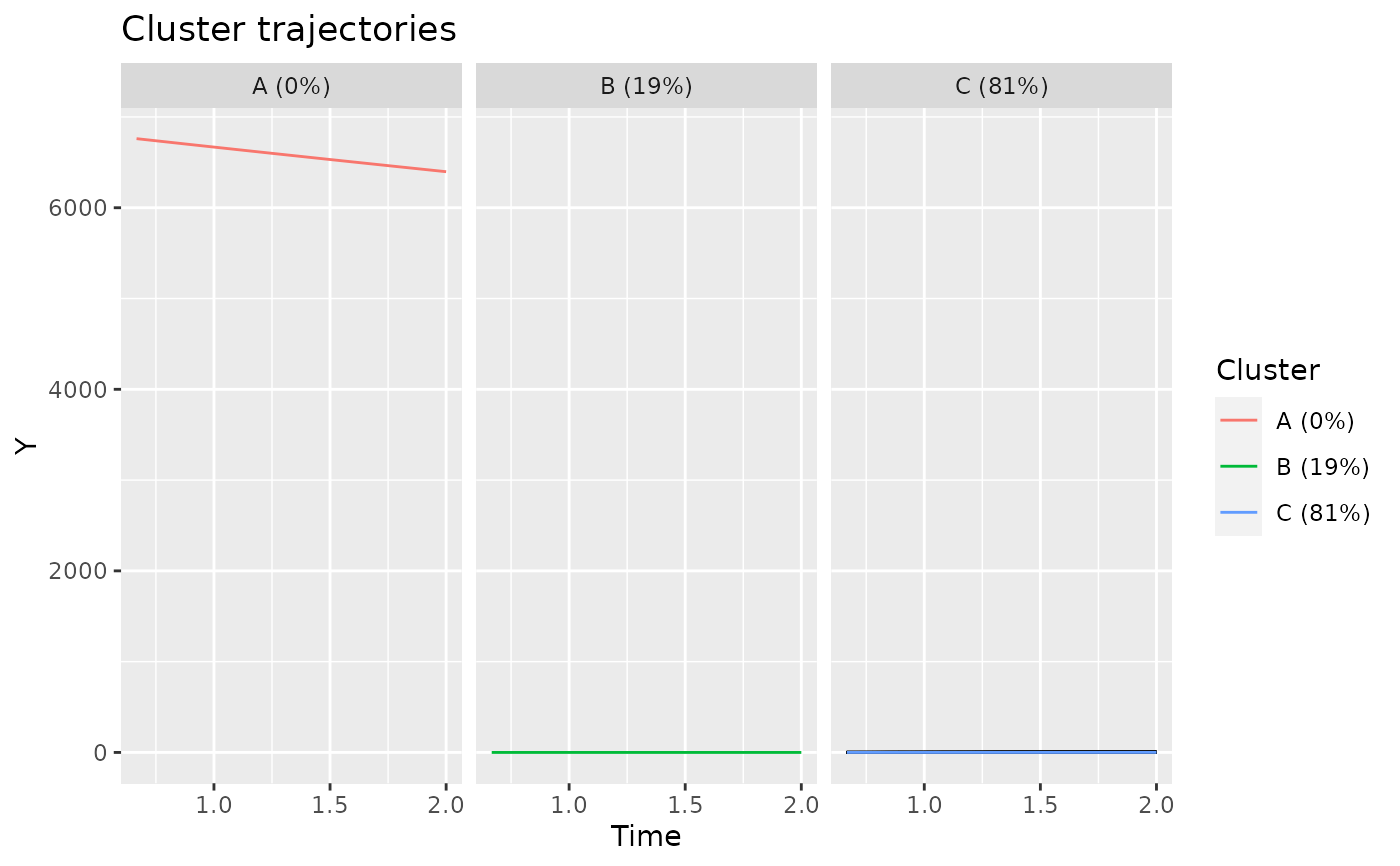 Cluster trajectories
A (0%) B (19%) C (81%)
6000
4000
2000
0
Y
1.0 1.5 2.0 1.0 1.5 2.0 1.0 1.5 2.0
Time
Cluster
A (0%)
B (19%)
C (81%)